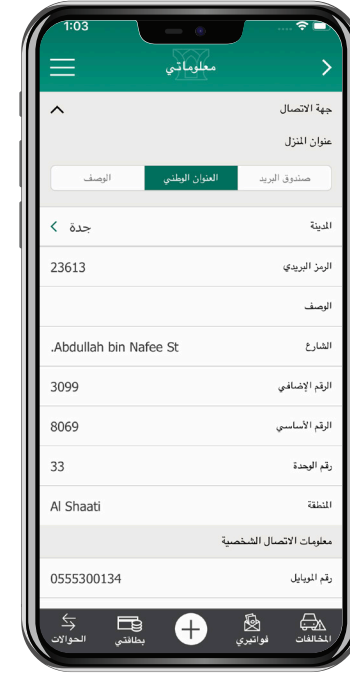 1:03
معلوماتي
جهة الاتصال
عنوان المنزل
صندوق البريد العنوان الوطني الوصف
المدينة جدة
الرمز البريدي 23613
الوصف
الشارع Abdullah bin Nafee St.
الرقم الإضافي 3099
الرقم الأساسي 8069
رقم الوحدة 33
المنطقة Al Shaati
معلومات الاتصال الشخصية
رقم الموبايل 0555300134
المخالفات فواتيري بطاقتي الحوالات